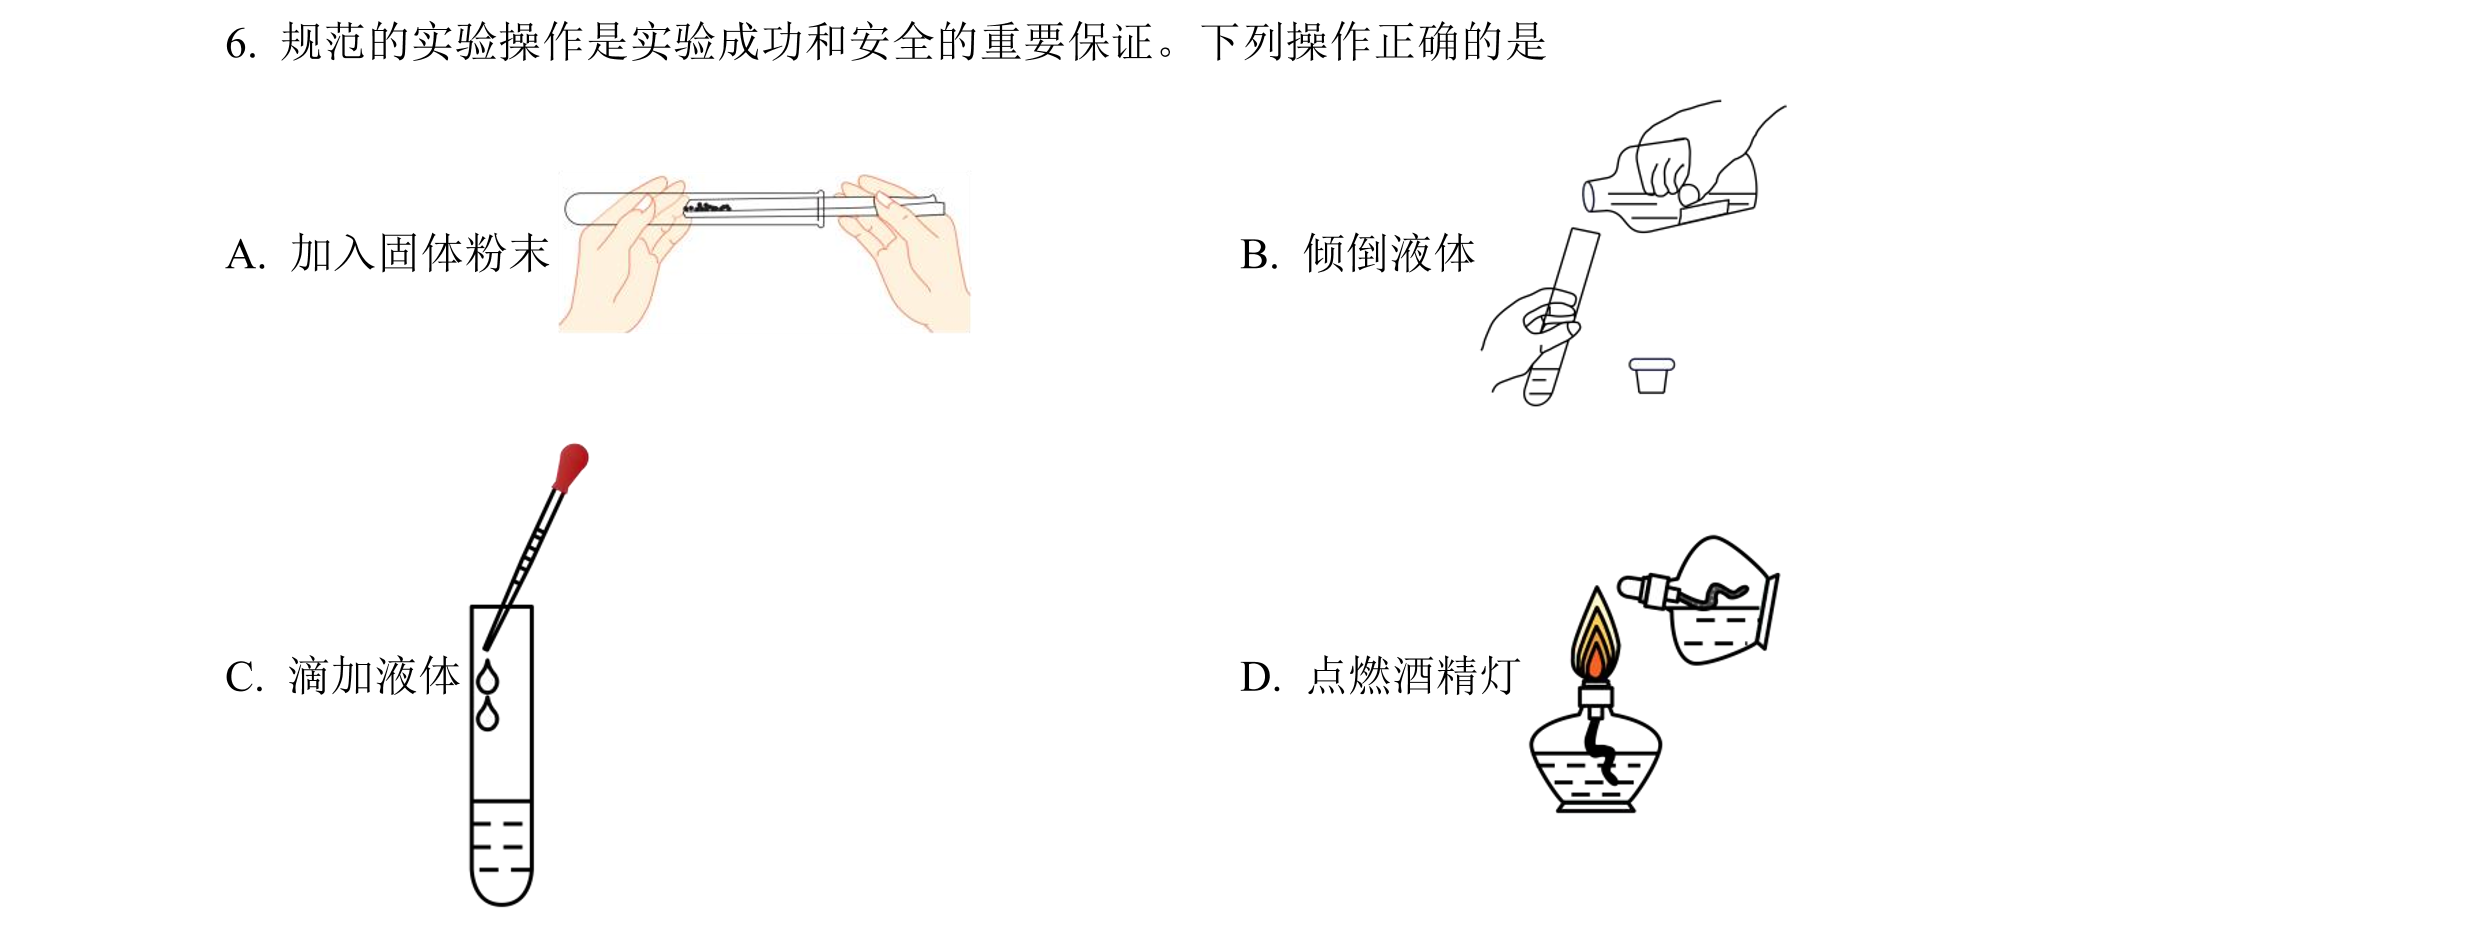 6. 规范的实验操作是实验成功和安全的重要保证。下列操作正确的是
A. 加入固体粉末
B. 倾倒液体
C. 滴加液体
D. 点燃酒精灯